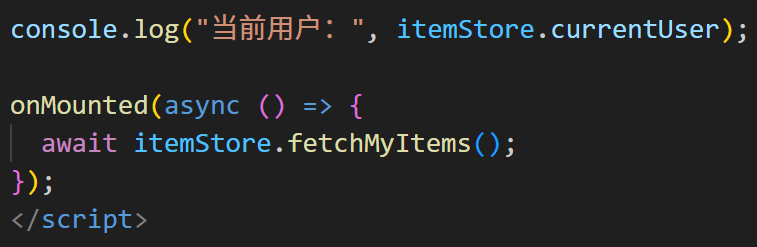 console.log("当前用户：", itemStore.currentUser);
onMounted(async () => {
await itemStore.fetchMyItems();
});
</script>